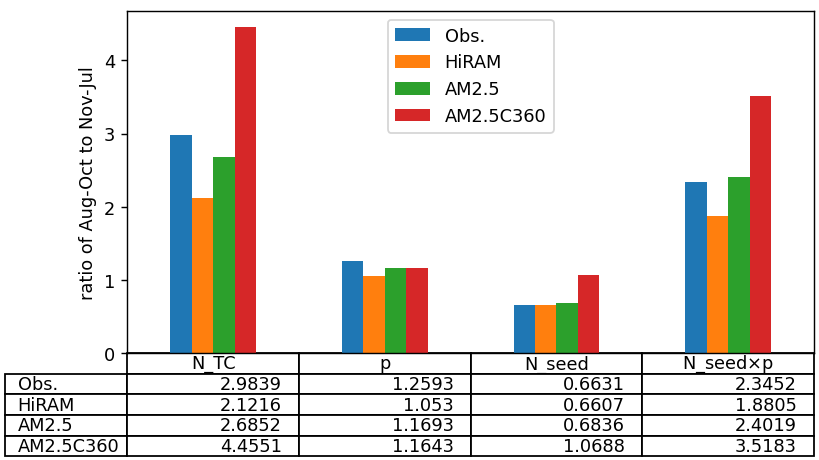 4
3
2
1
0
ratio of Aug-Oct to Nov-Jul
Obs.
HiRAM
AM2.5
AM2.5C360
N_TC p N_seed N_seed×p
Obs. 2.9839 1.2593 0.6631 2.3452
HiRAM 2.1216 1.053 0.6607 1.8805
AM2.5 2.6852 1.1693 0.6836 2.4019
AM2.5C360 4.4551 1.1643 1.0688 3.5183